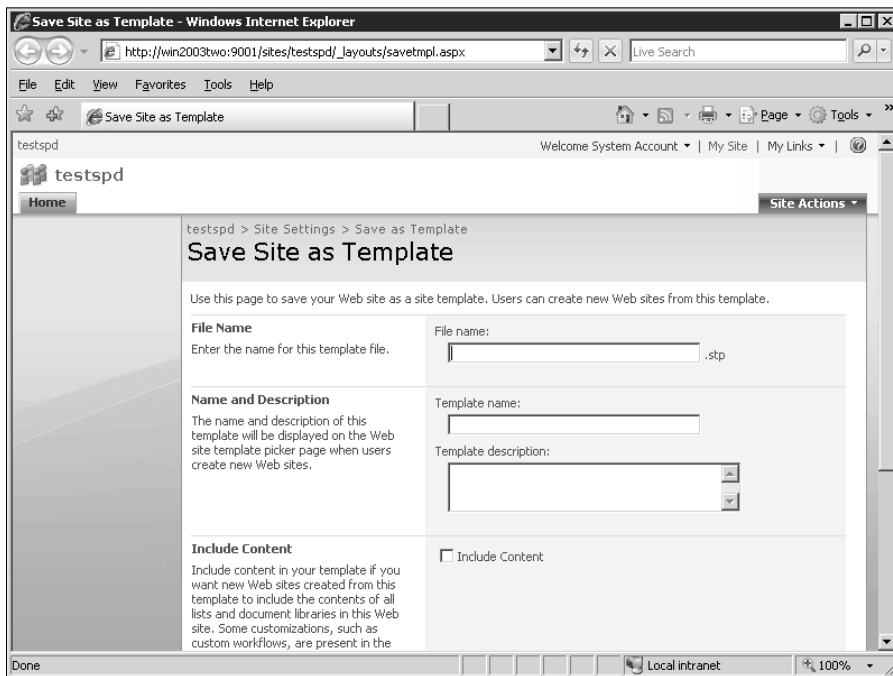 Save Site as Template - Windows Internet Explorer
http://win2003two:9001/sites/testspd/_layouts/savetmpl.aspx
Live Search
File Edit View Favorites Tools Help
Save Site as Template
Page Tools
testspd
Welcome System Account | My Site | My Links |
testspd
Home
Site Actions
testspd > Site Settings > Save as Template
Save Site as Template
Use this page to save your Web site as a site template. Users can create new Web sites from this template.
File Name
Enter the name for this template file.
File name:
.stp
Name and Description
The name and description of this
template will be displayed on the Web
site template picker page when users
create new Web sites.
Template name:
Template description:
Include Content
Include content in your template if you
want new Web sites created from this
template to include the contents of all
lists and document libraries in this Web
site. Some customizations, such as
custom workflows, are present in the
Include Content
Done
Local intranet
100%